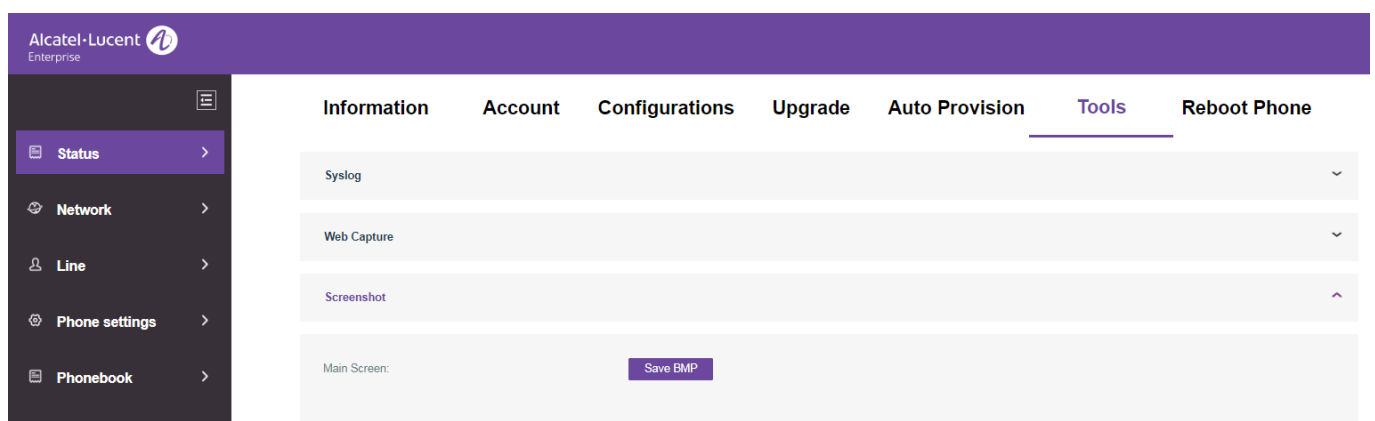 Alcatel·Lucent
Enterprise
Information Account Configurations Upgrade Auto Provision Tools Reboot Phone
Status
Network
Line
Phone settings
Phonebook
Syslog
Web Capture
Screenshot
Main Screen: Save BMP